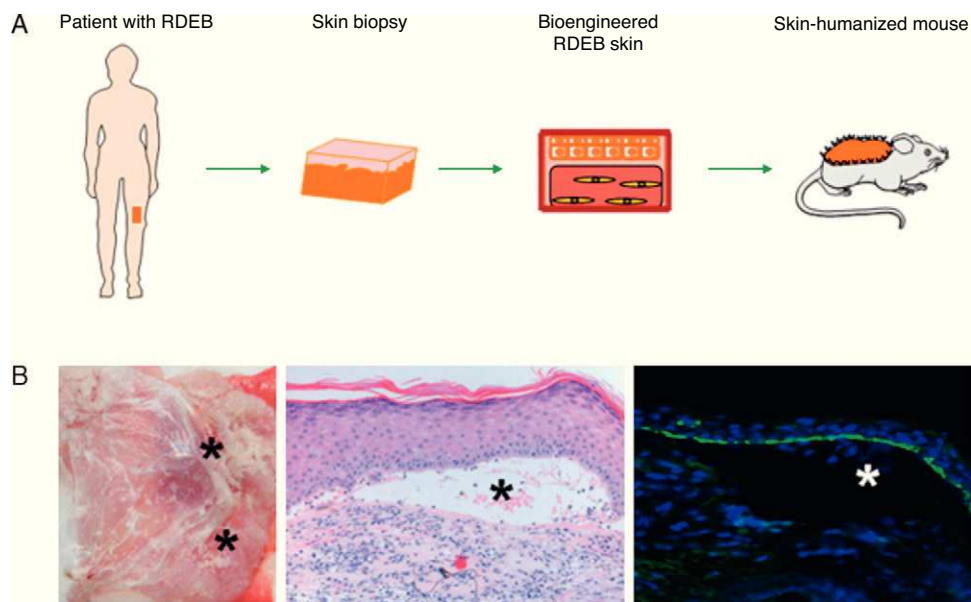 A
Patient with RDEB
Skin biopsy
Bioengineered
RDEB skin
Skin-humanized mouse
B
*
*
*
*